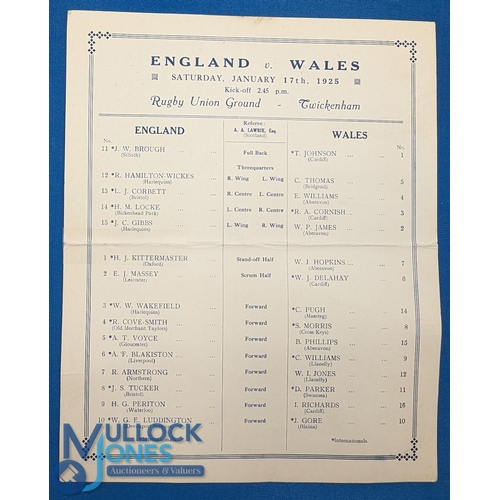 ENGLAND v. WALES
SATURDAY, JANUARY 17th, 1925
Kick-off 2.45 p.m.
Rugby Union Ground - Twickenham
ENGLAND
Referee:
A. A. LAWRIE, Esq.
(Scotland)
WALES
No. No.
11 *J. W. BROUGH ... ... Full Back *T. JOHNSON ... ... 1
(Silloth) (Cardiff)
Threequarters
12 *R. HAMILTON-WICKES ... R. Wing L. Wing C. THOMAS ... ... 5
(Harlequins) (Bridgend)
13 *L. J. CORBETT ... ... R. Centre L. Centre E. WILLIAMS ... ... 4
(Bristol) (Aberavon)
14 *H. M. LOCKE ... ... L. Centre R. Centre *R. A. CORNISH ... ... 3
(Birkenhead Park) (Cardiff)
15 *J. C. GIBBS ... ... L. Wing R. Wing W. P. JAMES ... ... 2
(Harlequins) (Aberavon)
1 *H. J. KITTERMASTER ... Stand-off Half W. J. HOPKINS ... ... 7
(Oxford) (Aberavon)
2 E. J. MASSEY ... ... Scrum Half *W. J. DELAHAY ... ... 6
(Leicester) (Cardiff)
3 *W. W. WAKEFIELD ... Forward *C. PUGH ... ... 14
(Harlequins) (Maesteg)
4 *R. COVE-SMITH ... ... Forward *S. MORRIS ... ... 8
(Old Merchant Taylors) (Cross Keys)
5 *A. T. VOYCE ... ... Forward B. PHILLIPS ... ... 15
(Gloucester) (Aberavon)
6 *A. F. BLAKISTON ... Forward *C. WILLIAMS ... ... 9
(Liverpool) (Llanelly)
7 R. ARMSTRONG ... ... Forward W. I. JONES ... ... 12
(Northern) (Llanelly)
8 *J. S. TUCKER ... ... Forward *D. PARKER ... ... 11
(Bristol) (Swansea)
9 H. G. PERITON ... ... Forward I. RICHARDS ... ... 16
(Waterloo) (Cardiff)
10 *W. G. E. LUDDINGTON ... Forward *J. GORE ... ... 10
(Blaina)
*Internationals.
MULLOCK
JONES
Auctioneers & Valuers